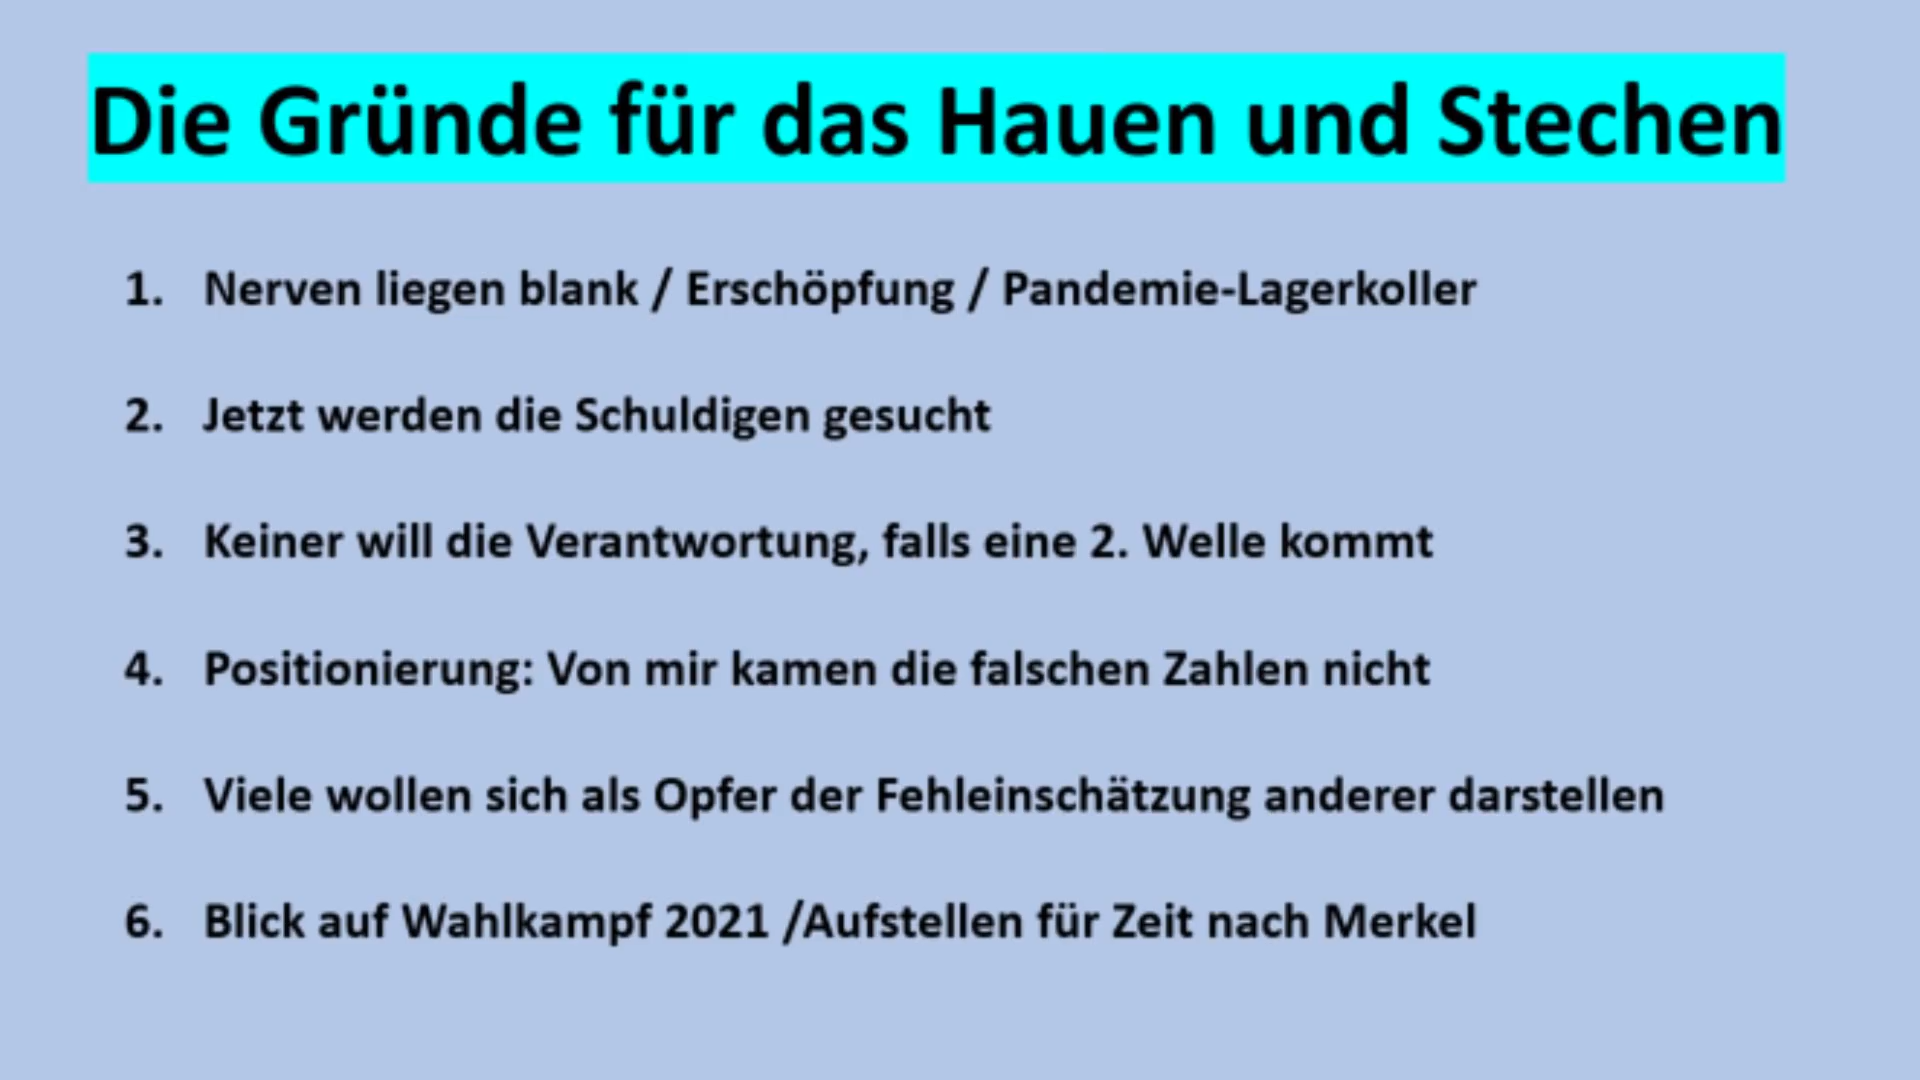 Die Gründe für das Hauen und Stechen
1. Nerven liegen blank / Erschöpfung / Pandemie-Lagerkoller
2. Jetzt werden die Schuldigen gesucht
3. Keiner will die Verantwortung, falls eine 2. Welle kommt
4. Positionierung: Von mir kamen die falschen Zahlen nicht
5. Viele wollen sich als Opfer der Fehleinschätzung anderer darstellen
6. Blick auf Wahlkampf 2021 /Aufstellen für Zeit nach Merkel